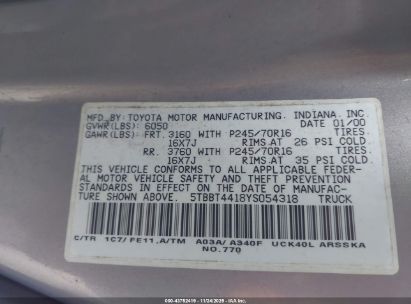 MFD. BY: TOYOTA MOTOR MANUFACTURING, INDIANA, INC.
GVWR(LBS): 6050 DATE 01/00
GAWR(LBS): FRT. 3160 WITH P245/70R16 TIRES.
16X7J RIMS.AT 26 PSI COLD.
RR. 3760 WITH P245/70R16 TIRES.
16X7J RIMS.AT 35 PSI COLD.
THIS VEHICLE CONFORMS TO ALL APPLICABLE FEDER-
AL MOTOR VEHICLE SAFETY AND THEFT PREVENTION
STANDARDS IN EFFECT ON THE DATE OF MANUFAC-
TURE SHOWN ABOVE. 5TBBT4418YS054318 TRUCK
C/TR 1C7/ FE11,A/TM A03A/ A340F UCK40L ARSSKA
NO.770